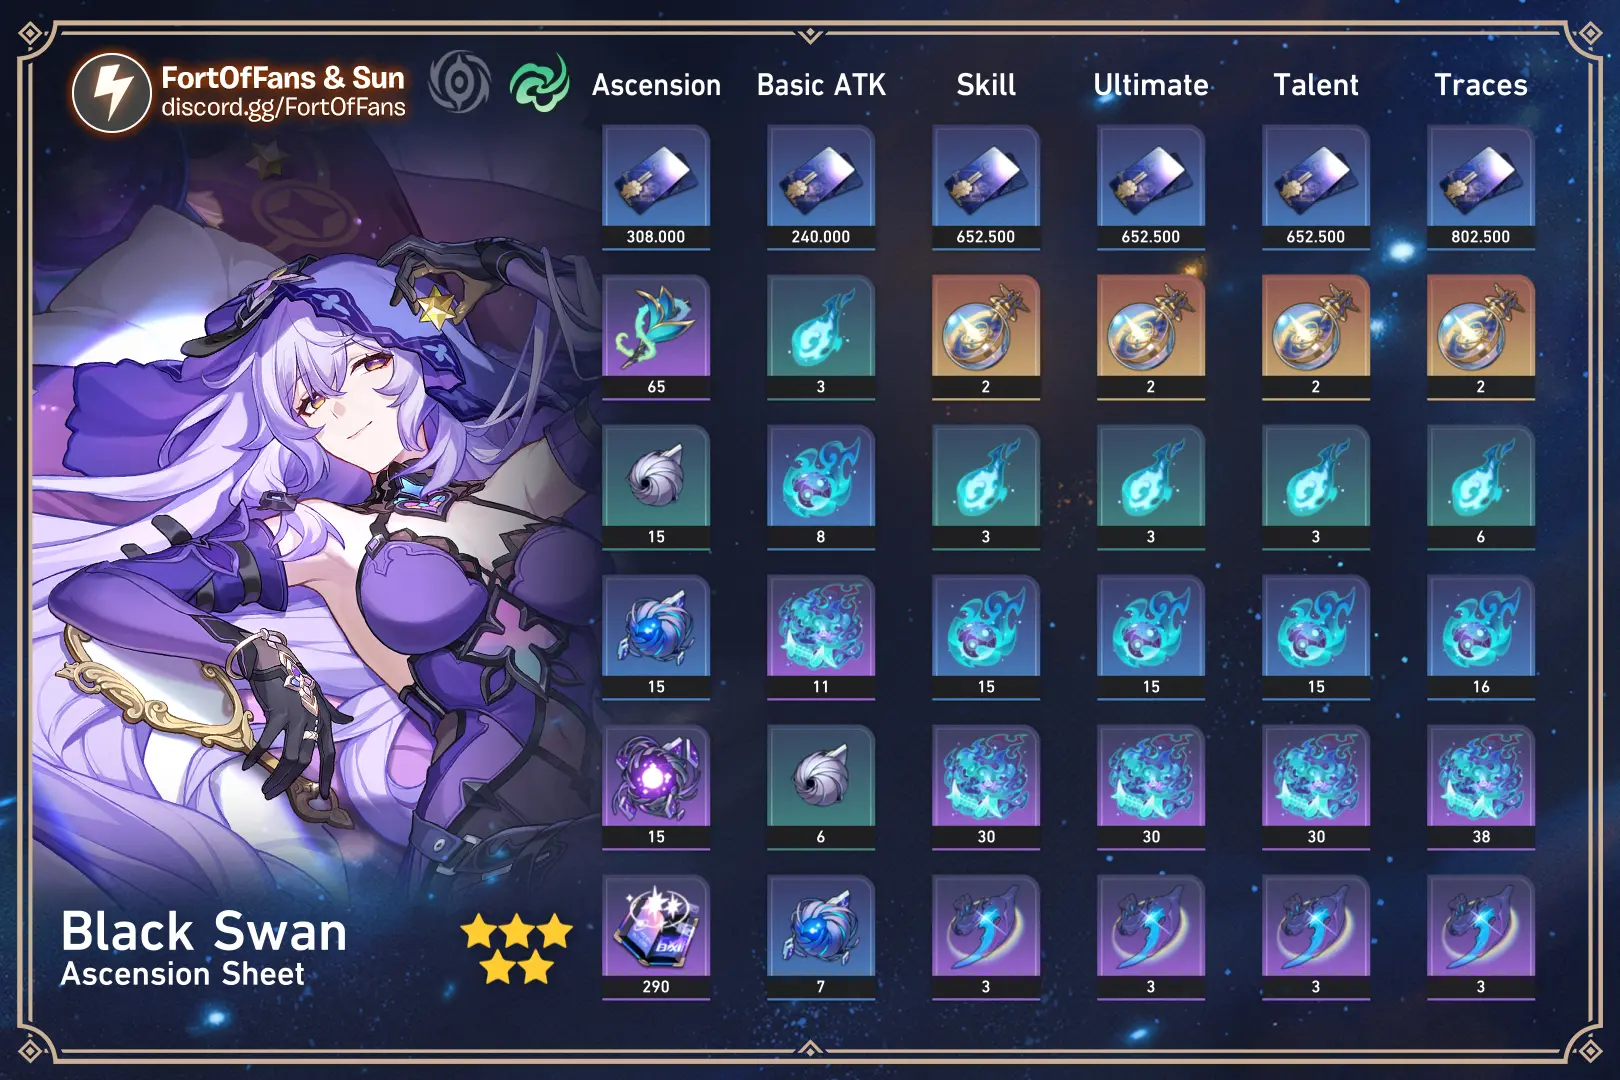 FortOfFans & Sun
discord.gg/FortOfFans
Ascension Basic ATK Skill Ultimate Talent Traces
308.000 240.000 652.500 652.500 652.500 802.500
65 3 2 2 2 2
15 8 3 3 3 6
15 11 15 15 15 16
15 6 30 30 30 38
290 7 3 3 3 3
Black Swan
Ascension Sheet